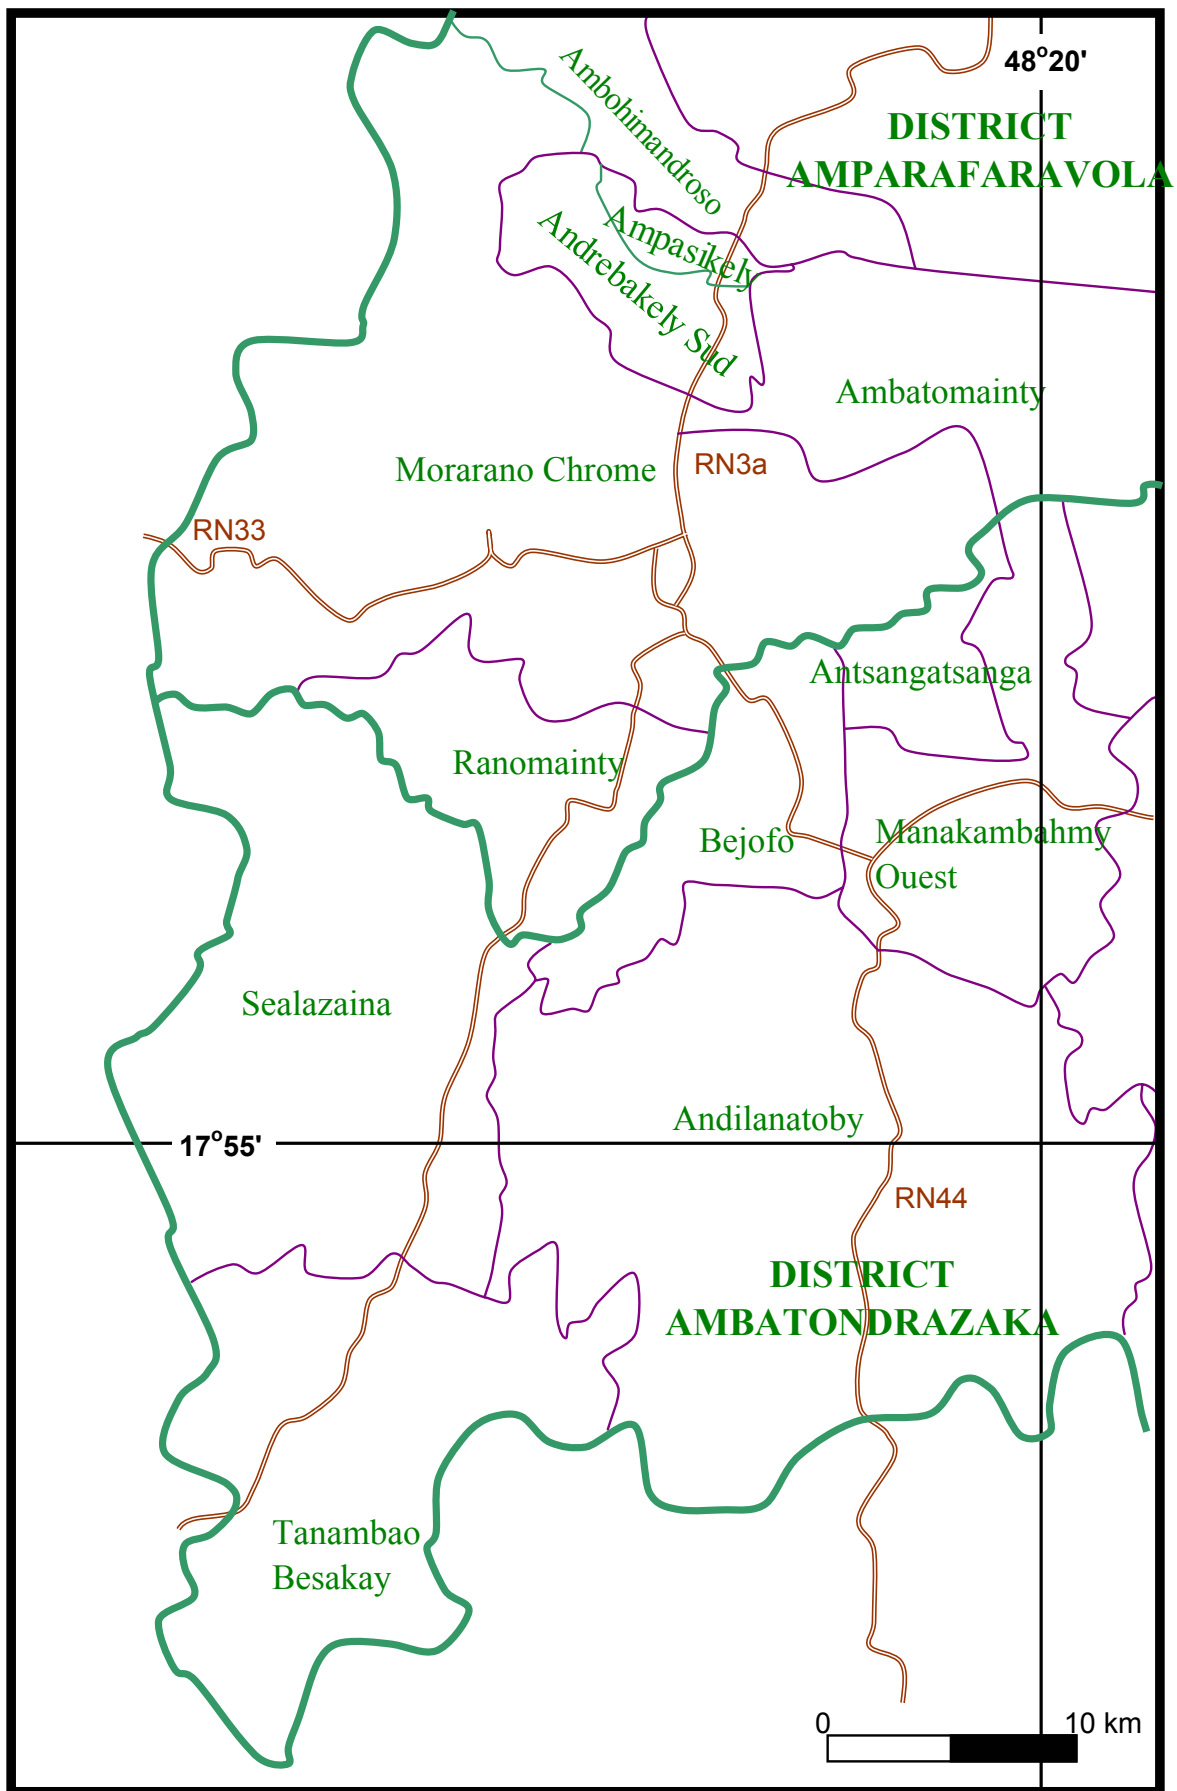 48°20'
Ambohimandroso
DISTRICT
AMPARAFARAVOLA
Ampasikely
Andrebakely Sud
Ambatomainty
Morarano Chrome
RN3a
RN33
Antsangatsanga
Ranomainty
Bejofo
Manakambahmy
Ouest
Sealazaina
Andilanatoby
17°55'
RN44
DISTRICT
AMBATONDRAZAKA
Tanambao
Besakay
0
10 km